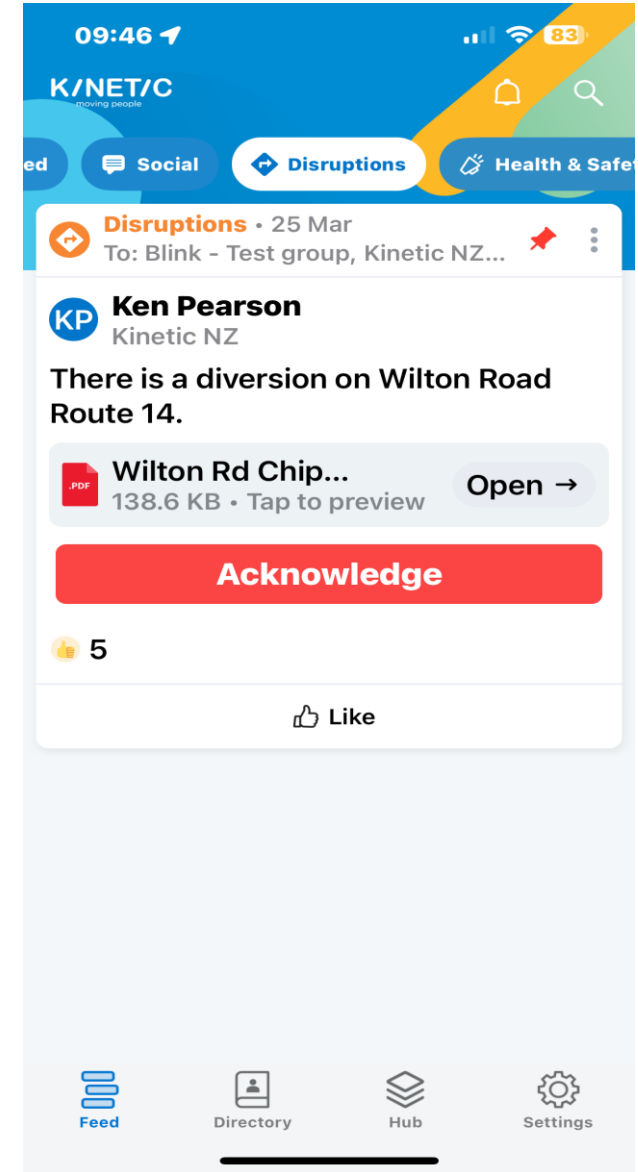 09:46
83
K/NET/C
moving people
ed
Social
Disruptions
Health & Safet
Disruptions • 25 Mar
To: Blink - Test group, Kinetic NZ...
KP
Ken Pearson
Kinetic NZ
There is a diversion on Wilton Road
Route 14.
.PDF
Wilton Rd Chip...
138.6 KB • Tap to preview
Open →
Acknowledge
5
Like
Feed
Directory
Hub
Settings